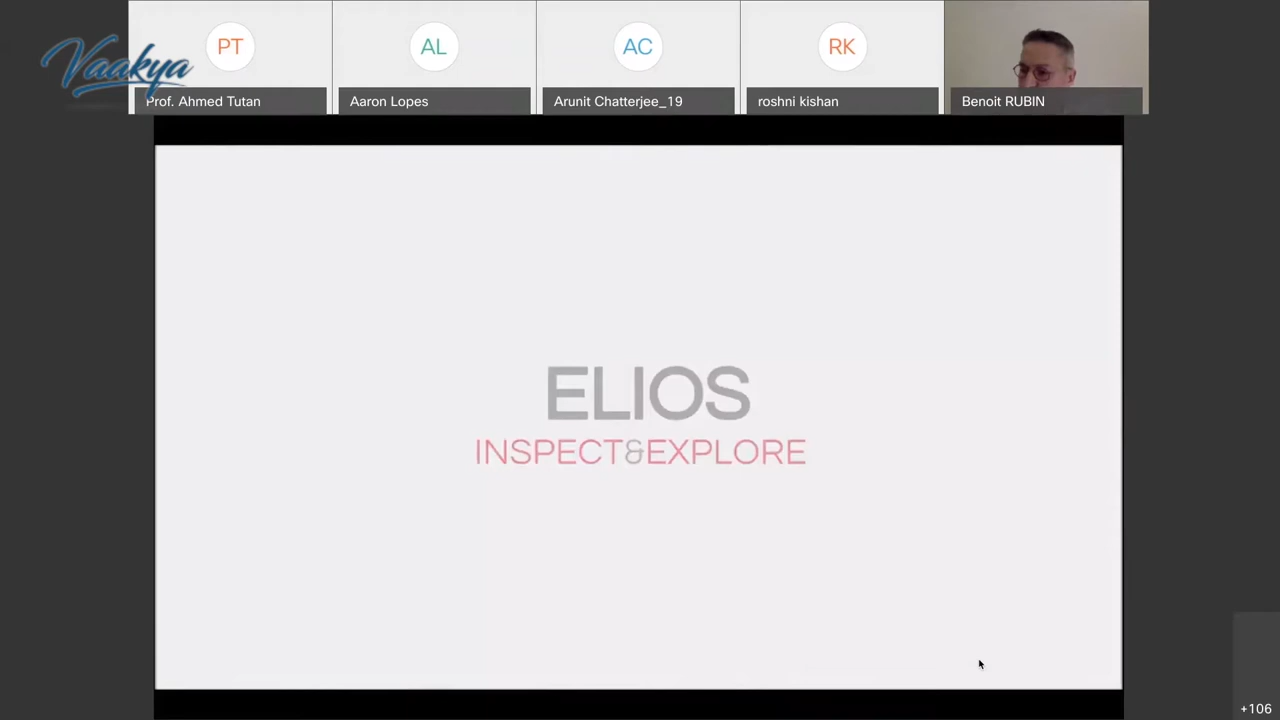 Vaakya
PT
AL
AC
RK
Prof. Ahmed Tutan
Aaron Lopes
Arunit Chatterjee_19
roshni kishan
Benoit RUBIN
ELIOS
INSPECT&EXPLORE
+106